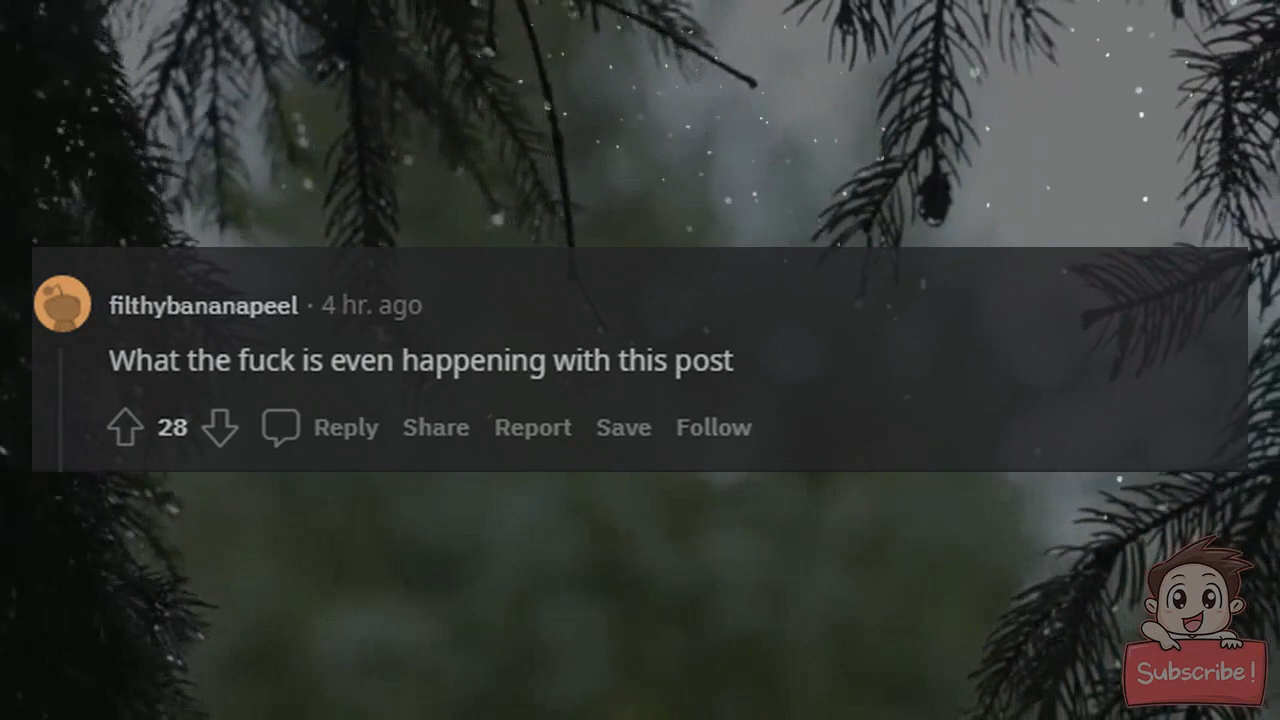 filthybananapeel · 4 hr. ago
What the fuck is even happening with this post
28 Reply Share Report Save Follow
Subscribe!